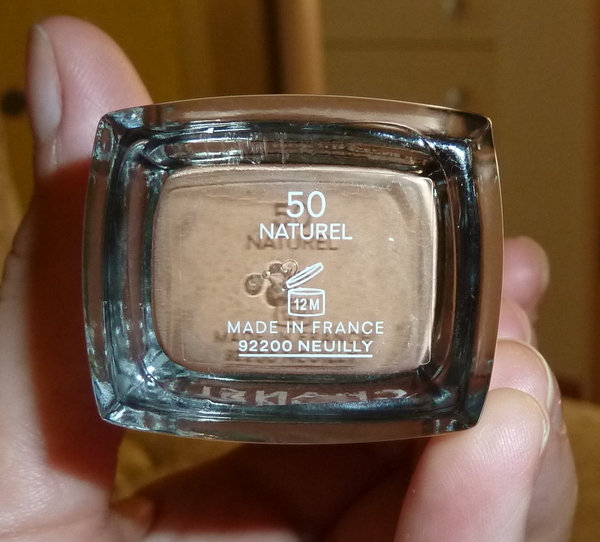 50
NATUREL
12M
MADE IN FRANCE
92200 NEUILLY